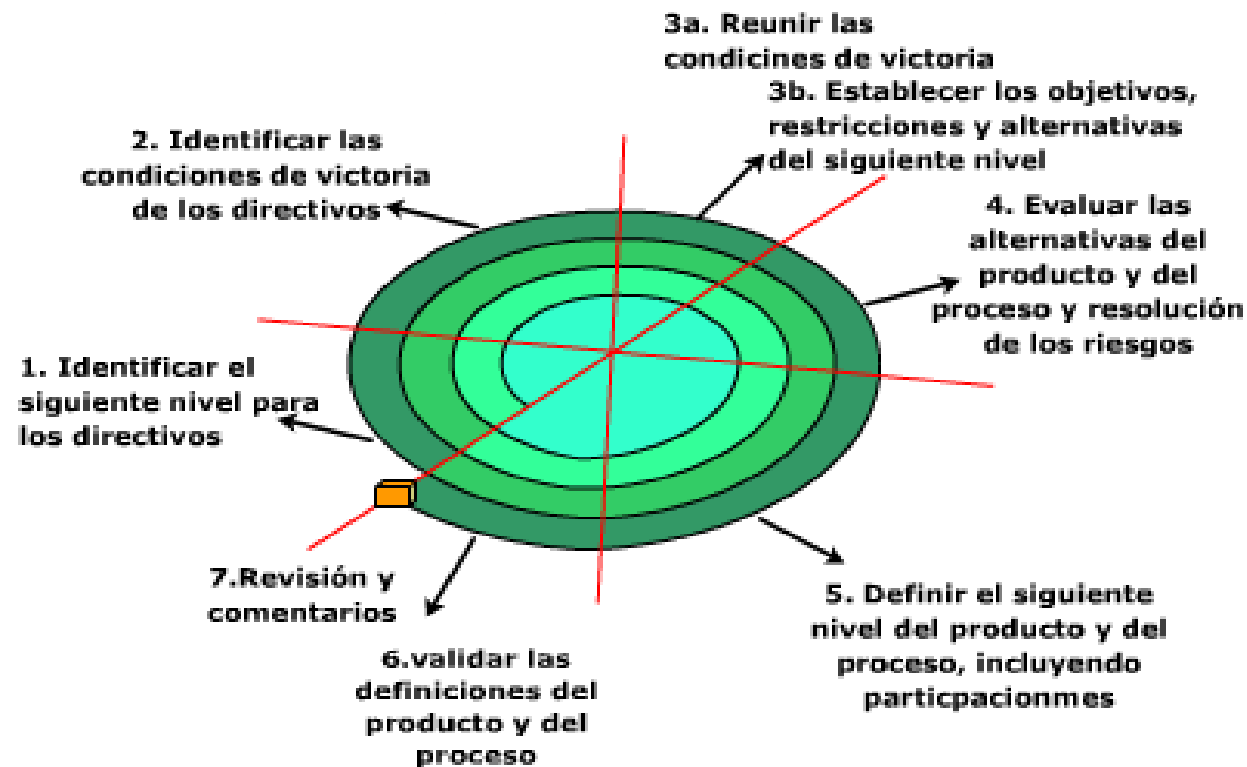 1. Identificar el
siguiente nivel para
los directivos
2. Identificar las
condiciones de victoria
de los directivos
3a. Reunir las
condicines de victoria
3b. Establecer los objetivos,
restricciones y alternativas
del siguiente nivel
4. Evaluar las
alternativas del
producto y del
proceso y resolución
de los riesgos
5. Definir el siguiente
nivel del producto y del
proceso, incluyendo
particpacionmes
6.validar las
definiciones del
producto y del
proceso
7.Revisión y
comentarios